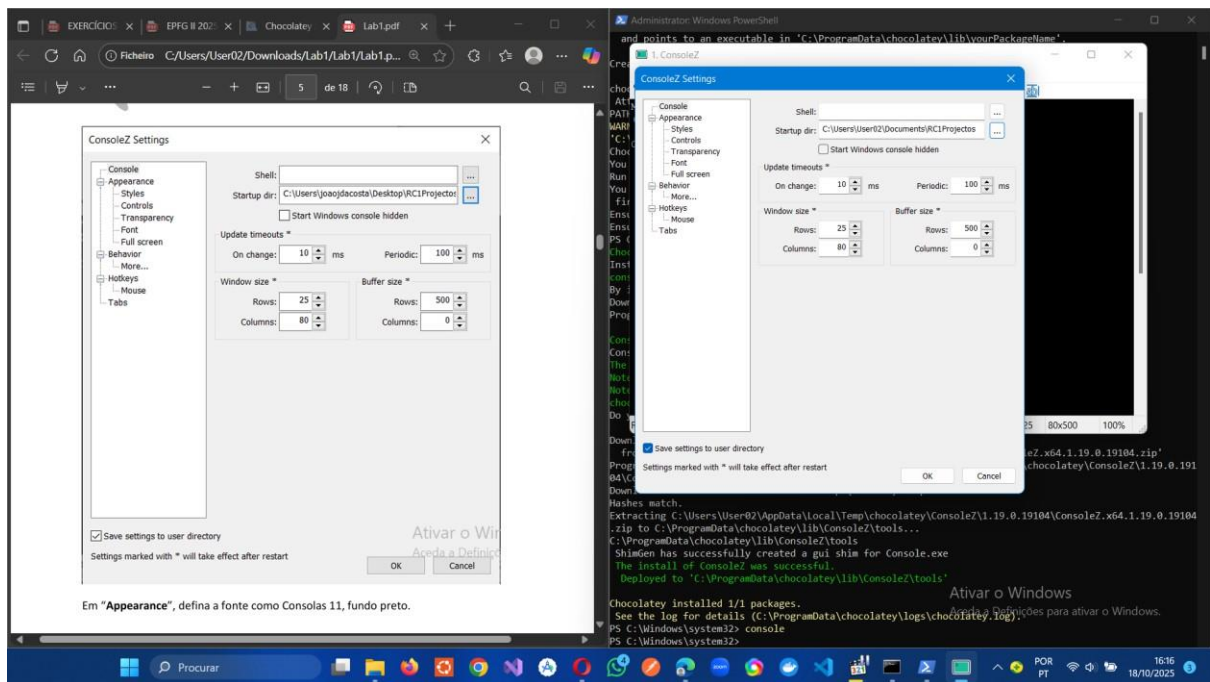 EXERCÍCIOS
EPFG II 2025
Chocolatey
Lab1.pdf
Ficheiro C:/Users/User02/Downloads/Lab1/Lab1/Lab1.p...
5 de 18
ConsoleZ Settings
Console
Appearance
Styles
Controls
Transparency
Font
Full screen
Behavior
More...
Hotkeys
Mouse
Tabs
Shell:
...
Startup dir: C:\Users\joaojdacosta\Desktop\RC1Projectos
...
Start Windows console hidden
Update timeouts *
On change: 10 ms Periodic: 100 ms
Window size * Buffer size *
Rows: 25 Rows: 500
Columns: 80 Columns: 0
Save settings to user directory
Settings marked with * will take effect after restart
OK Cancel
Ativar o Win
Aceda a Definiç
Em “Appearance”, defina a fonte como Consolas 11, fundo preto.
Administrator: Windows PowerShell
and points to an executable in 'C:\ProgramData\chocolatey\lib\yourPackageName'.
1. ConsoleZ
ConsoleZ Settings
Console
Appearance
Styles
Controls
Transparency
Font
Full screen
Behavior
More...
Hotkeys
Mouse
Tabs
Shell:
...
Startup dir: C:\Users\User02\Documents\RC1Projectos
...
Start Windows console hidden
Update timeouts *
On change: 10 ms Periodic: 100 ms
Window size * Buffer size *
Rows: 25 Rows: 500
Columns: 80 Columns: 0
Save settings to user directory
Settings marked with * will take effect after restart
OK Cancel
80x500 100%
eZ.x64.1.19.0.19104.zip'
chocolatey\ConsoleZ\1.19.0.191
Hashes match.
Extracting C:\Users\User02\AppData\Local\Temp\chocolatey\ConsoleZ\1.19.0.19104\ConsoleZ.x64.1.19.0.19104
.zip to C:\ProgramData\chocolatey\lib\ConsoleZ\tools...
C:\ProgramData\chocolatey\lib\ConsoleZ\tools
ShimGen has successfully created a gui shim for Console.exe
The install of ConsoleZ was successful.
Deployed to 'C:\ProgramData\chocolatey\lib\ConsoleZ\tools'
Chocolatey installed 1/1 packages.
See the log for details (C:\ProgramData\chocolatey\logs\chocolatey.log).
PS C:\Windows\system32> console
PS C:\Windows\system32>
Ativar o Windows
Aceda a Definições para ativar o Windows.
Procurar
POR
PT
16:16
18/10/2025
3